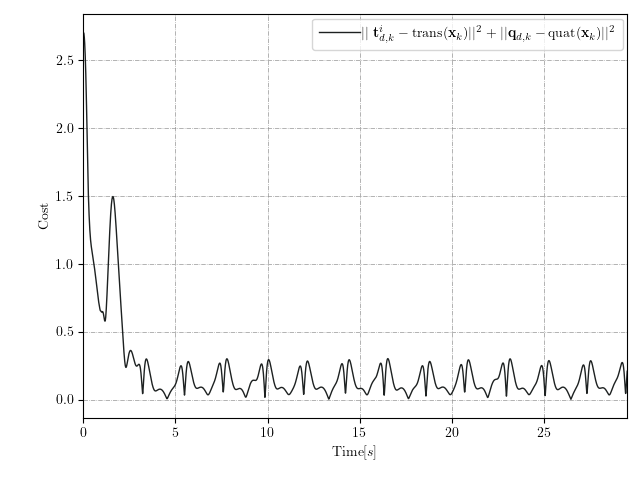 || t^i_{d,k} − trans(x_k)||² + ||q_{d,k} − quat(x_k)||²
2.5
2.0
1.5
1.0
0.5
0.0
Cost
0 5 10 15 20 25
Time[s]